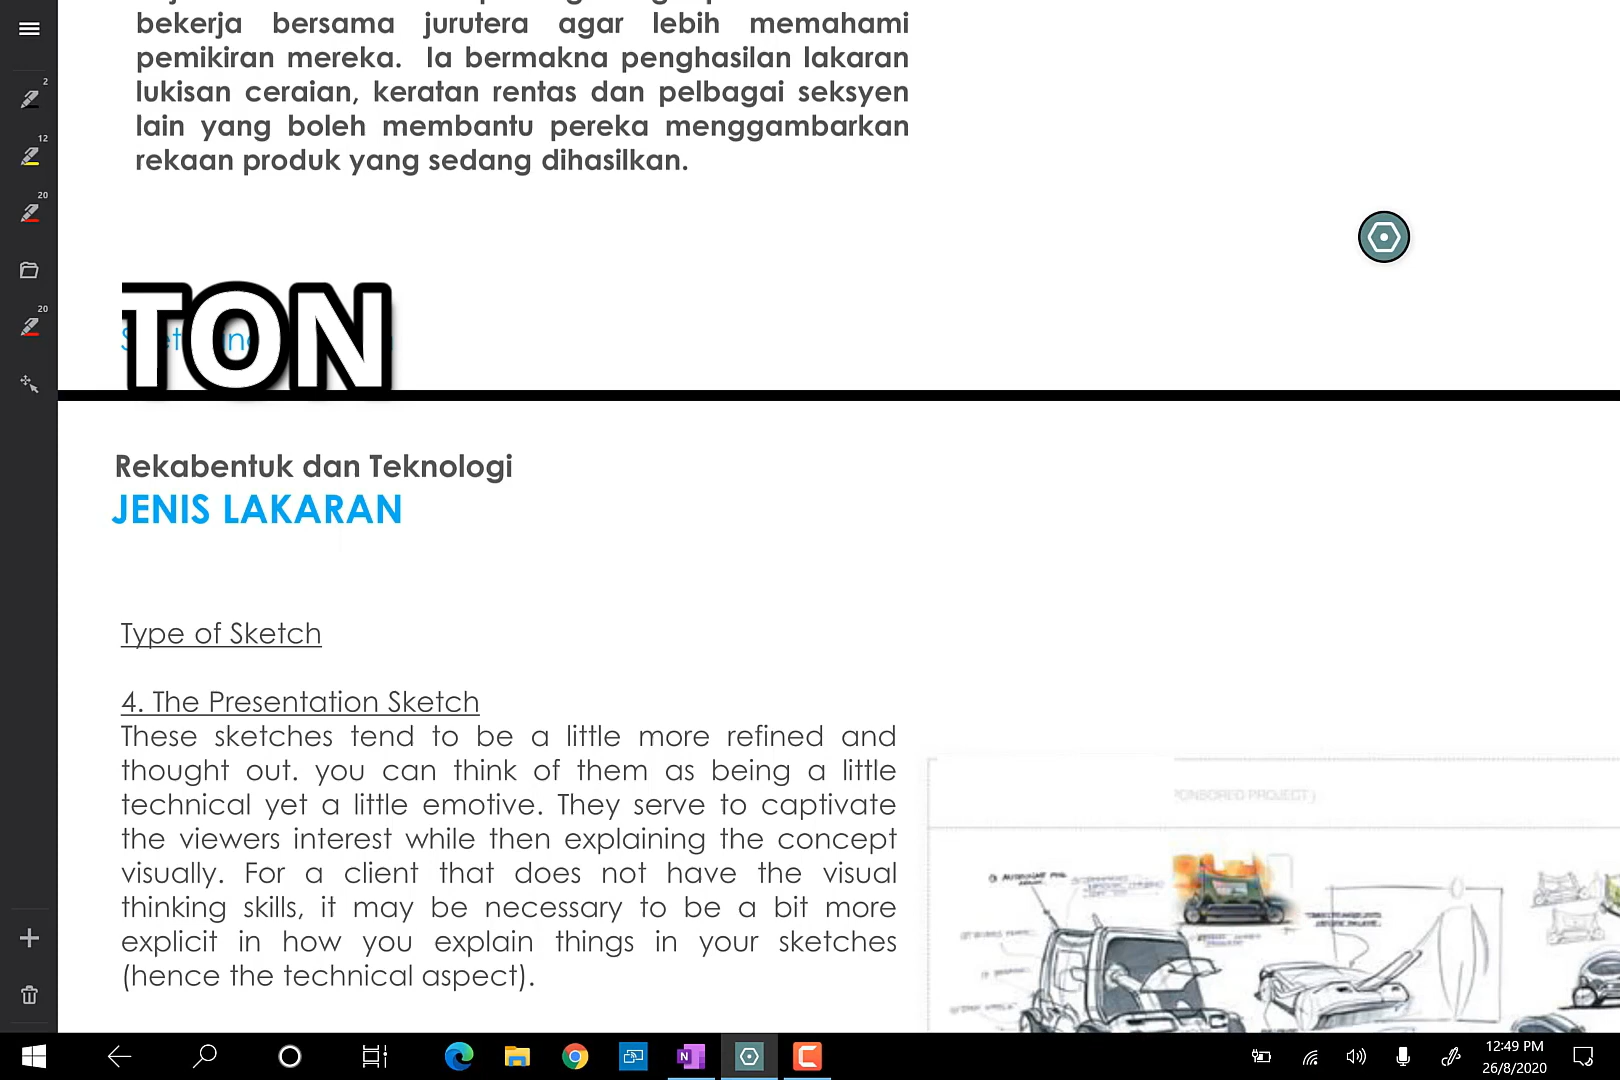 bekerja bersama jurutera agar lebih memahami
pemikiran mereka. Ia bermakna penghasilan lakaran
lukisan ceraian, keratan rentas dan pelbagai seksyen
lain yang boleh membantu pereka menggambarkan
rekaan produk yang sedang dihasilkan.
TON
Rekabentuk dan Teknologi
JENIS LAKARAN
Type of Sketch
4. The Presentation Sketch
These sketches tend to be a little more refined and
thought out. you can think of them as being a little
technical yet a little emotive. They serve to captivate
the viewers interest while then explaining the concept
visually. For a client that does not have the visual
thinking skills, it may be necessary to be a bit more
explicit in how you explain things in your sketches
(hence the technical aspect).
PROJECT )
2
12
20
20
12:49 PM
26/8/2020